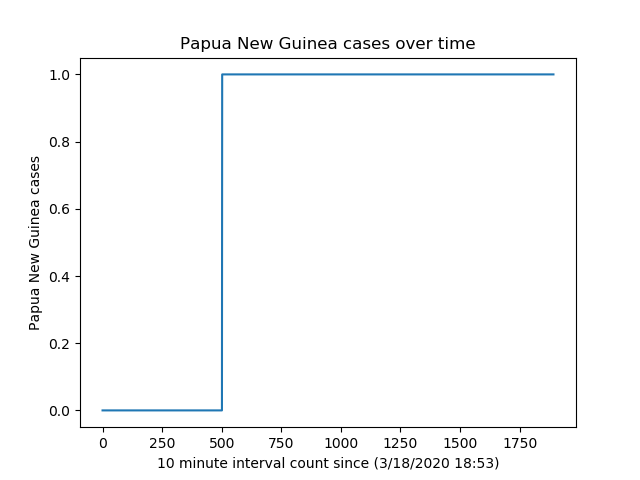 Papua New Guinea cases over time
1.0
0.8
0.6
0.4
0.2
0.0
Papua New Guinea cases
0 250 500 750 1000 1250 1500 1750
10 minute interval count since (3/18/2020 18:53)